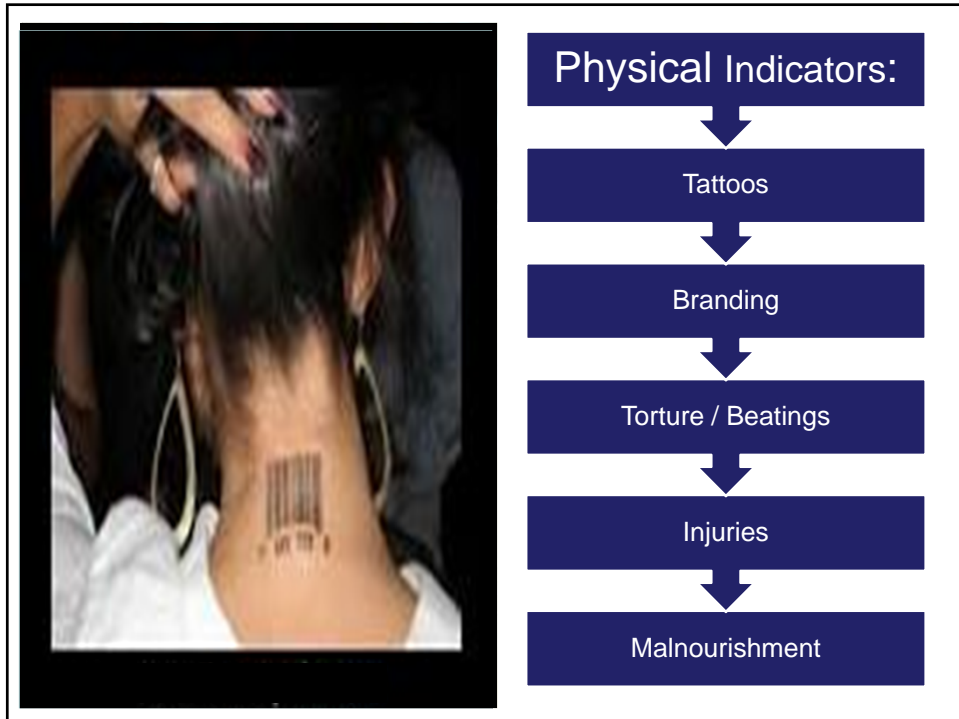 Physical Indicators:
Tattoos
Branding
Torture / Beatings
Injuries
Malnourishment